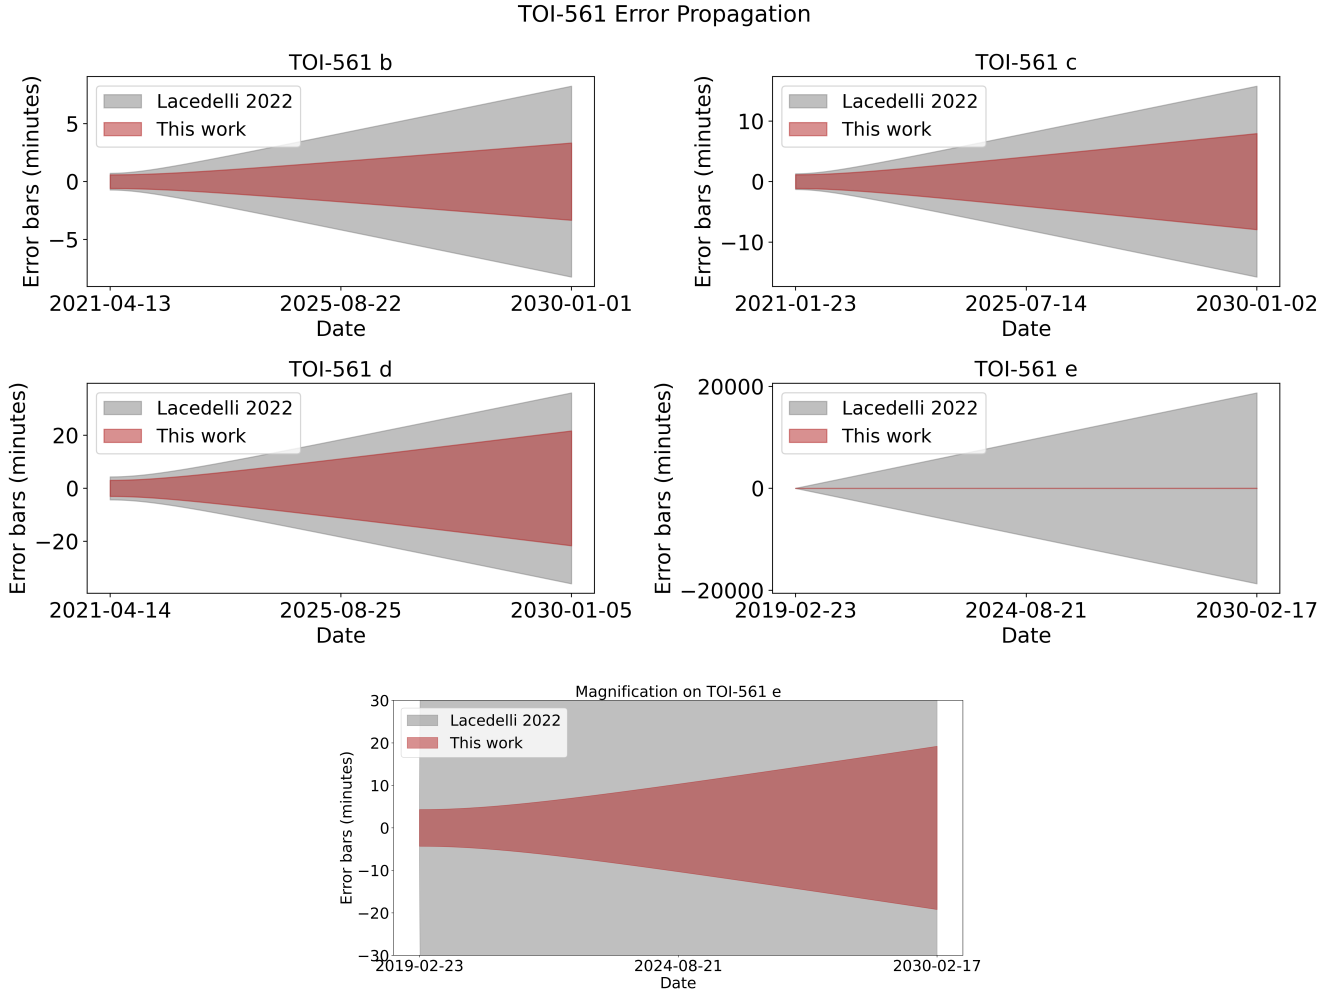 TOI-561 Error Propagation
TOI-561 b
Lacedelli 2022
This work
5
0
−5
Error bars (minutes)
2021-04-13 2025-08-22 2030-01-01
Date
TOI-561 c
Lacedelli 2022
This work
10
0
−10
Error bars (minutes)
2021-01-23 2025-07-14 2030-01-02
Date
TOI-561 d
Lacedelli 2022
This work
20
0
−20
Error bars (minutes)
2021-04-14 2025-08-25 2030-01-05
Date
TOI-561 e
Lacedelli 2022
This work
20000
0
−20000
Error bars (minutes)
2019-02-23 2024-08-21 2030-02-17
Date
Magnification on TOI-561 e
Lacedelli 2022
This work
30
20
10
0
−10
−20
−30
Error bars (minutes)
2019-02-23 2024-08-21 2030-02-17
Date